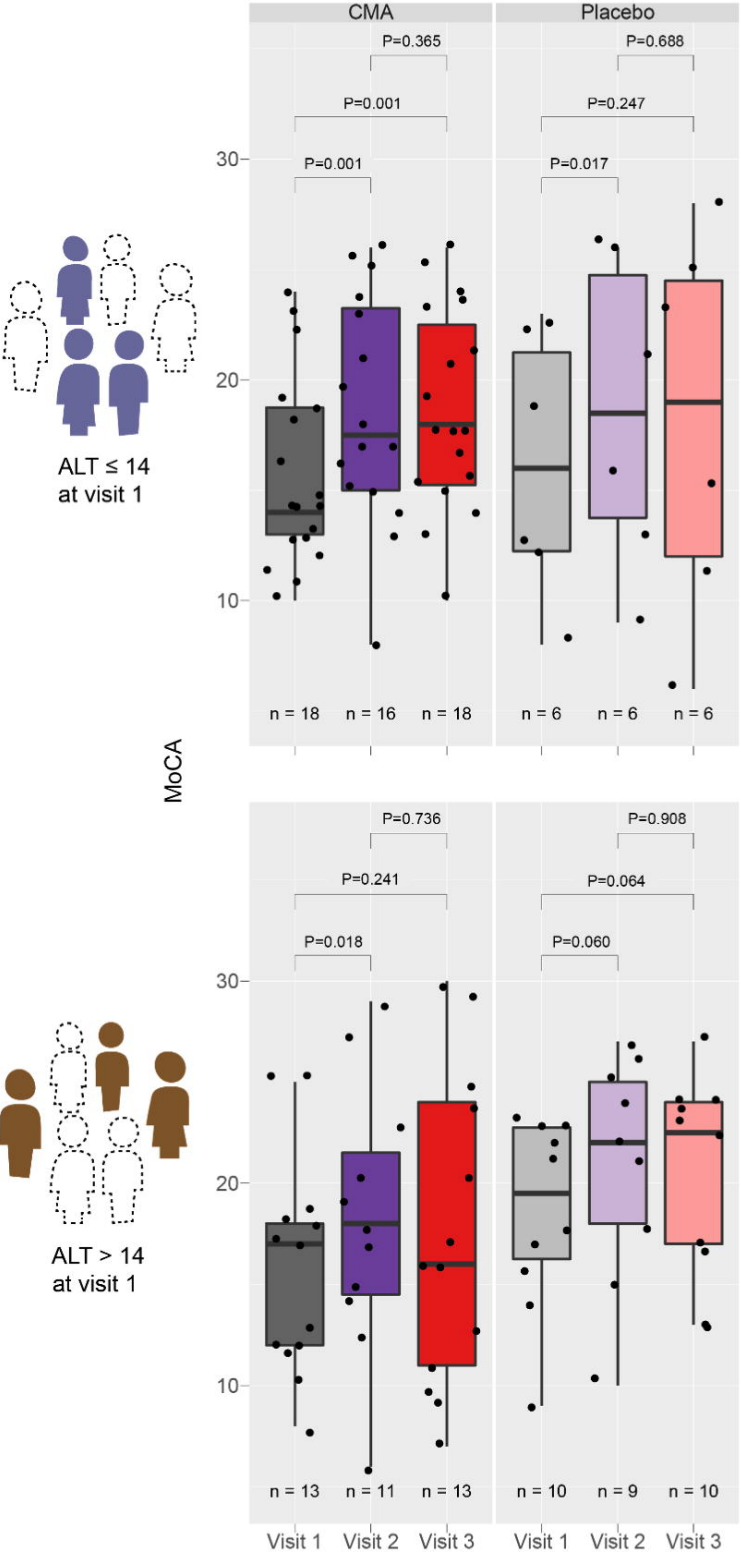 CMA
Placebo
P=0.365
P=0.688
P=0.001
P=0.247
P=0.001
P=0.017
30
20
10
ALT ≤ 14
at visit 1
n = 18
n = 16
n = 18
n = 6
n = 6
n = 6
MoCA
P=0.736
P=0.908
P=0.241
P=0.064
P=0.018
P=0.060
30
20
10
ALT > 14
at visit 1
n = 13
n = 11
n = 13
n = 10
n = 9
n = 10
Visit 1
Visit 2
Visit 3
Visit 1
Visit 2
Visit 3